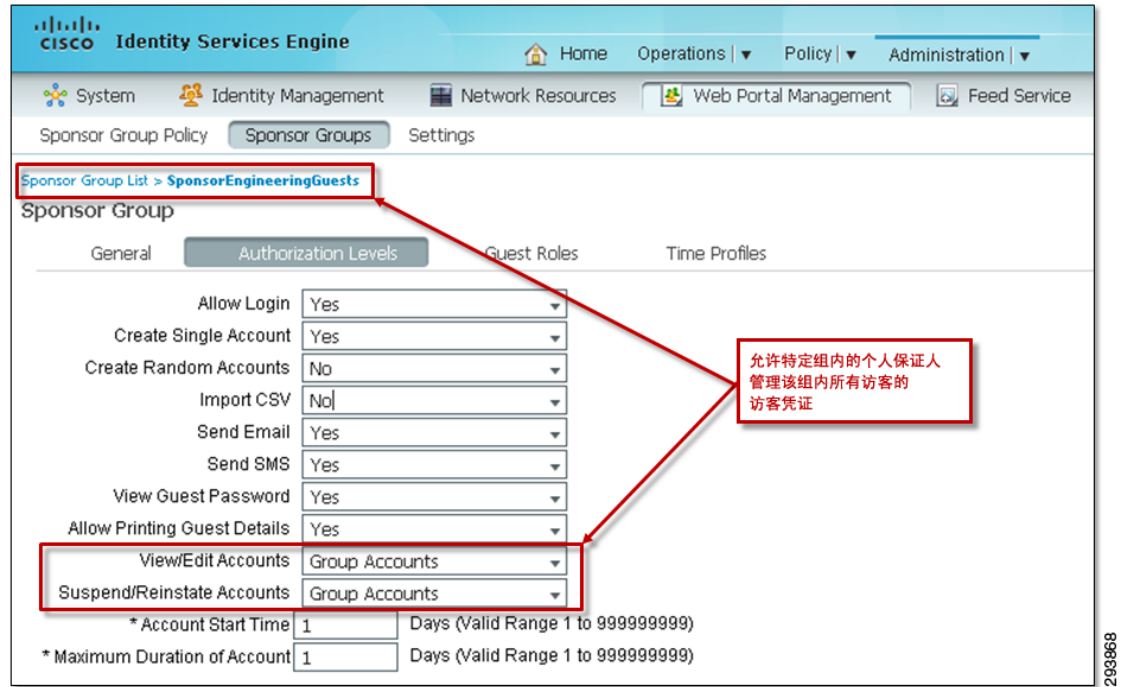 CISCO Identity Services Engine
Home Operations | ▼ Policy | ▼ Administration | ▼
System Identity Management Network Resources Web Portal Management Feed Service
Sponsor Group Policy Sponsor Groups Settings
Sponsor Group List > SponsorEngineeringGuests
Sponsor Group
General Authorization Levels Guest Roles Time Profiles
Allow Login Yes
Create Single Account Yes
Create Random Accounts No
Import CSV No
Send Email Yes
Send SMS Yes
View Guest Password Yes
Allow Printing Guest Details Yes
View/Edit Accounts Group Accounts
Suspend/Reinstate Accounts Group Accounts
* Account Start Time 1 Days (Valid Range 1 to 999999999)
* Maximum Duration of Account 1 Days (Valid Range 1 to 999999999)
允许特定组内的个人保证人
管理该组内所有访客的
访客凭证
293868